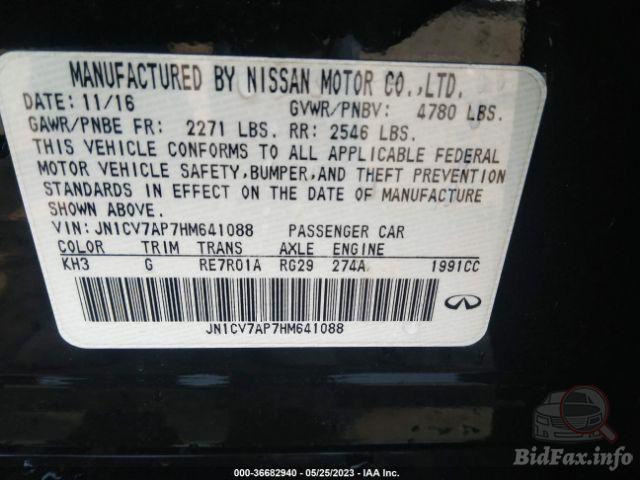 MANUFACTURED BY NISSAN MOTOR CO.,LTD.
DATE: 11/16 GVWR/PNBV: 4780 LBS.
GAWR/PNBE FR: 2271 LBS. RR: 2546 LBS.
THIS VEHICLE CONFORMS TO ALL APPLICABLE FEDERAL
MOTOR VEHICLE SAFETY,BUMPER,AND THEFT PREVENTION
STANDARDS IN EFFECT ON THE DATE OF MANUFACTURE
SHOWN ABOVE.
VIN: JN1CV7AP7HM641088 PASSENGER CAR
COLOR TRIM TRANS AXLE ENGINE
KH3 G RE7R01A RG29 274A 1991CC
JN1CV7AP7HM641088
BidFax.info
000-36682940 - 05/25/2023 - IAA Inc.